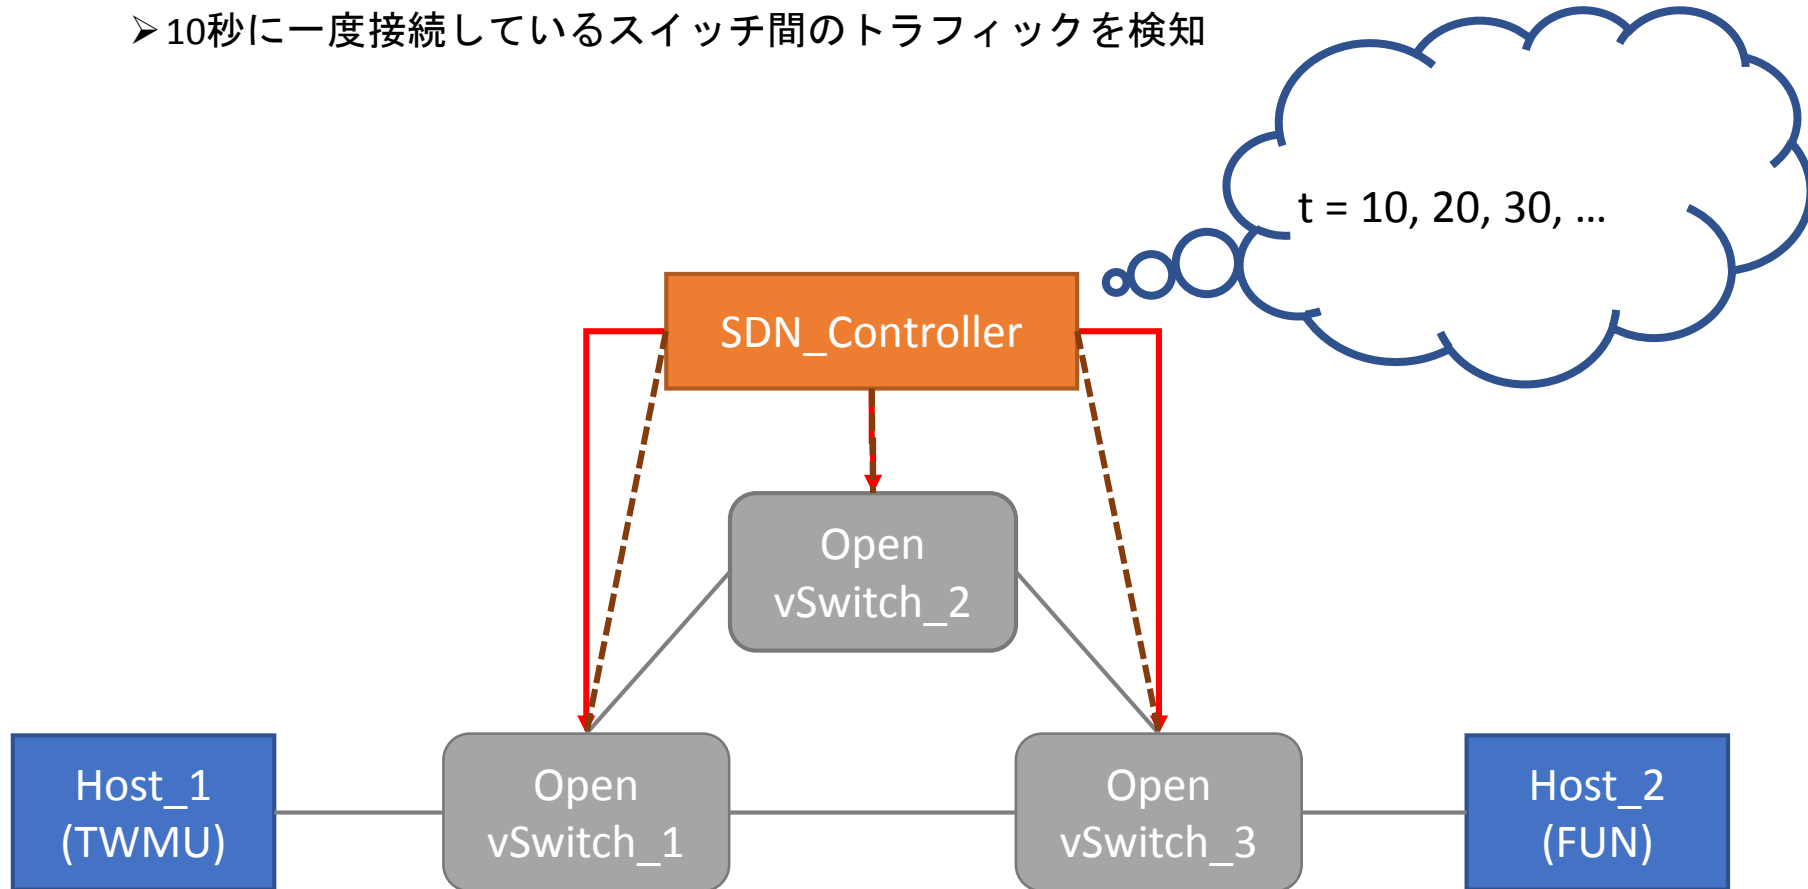 ➢10秒に一度接続しているスイッチ間のトラフィックを検知
t = 10, 20, 30, …
SDN_Controller
Open
vSwitch_2
Host_1
(TWMU)
Open
vSwitch_1
Open
vSwitch_3
Host_2
(FUN)